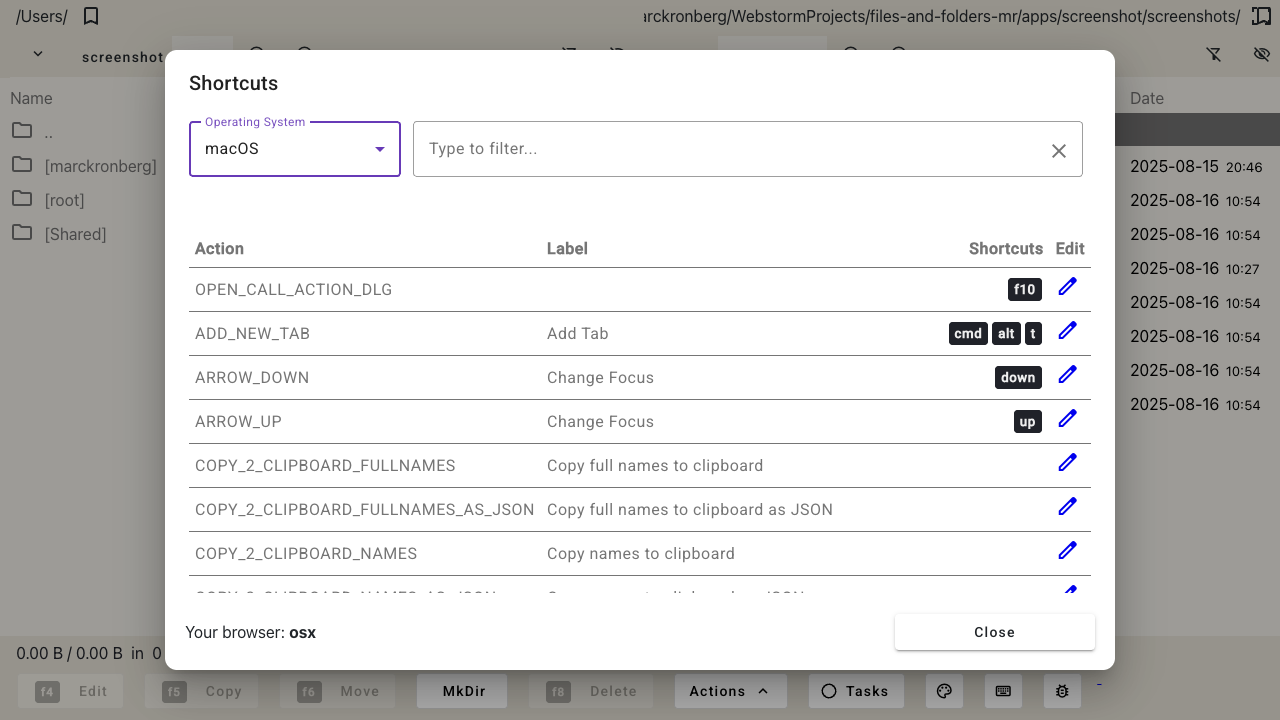 /Users/
rckronberg/WebstormProjects/files-and-folders-mr/apps/screenshot/screenshots/
screenshot
Shortcuts
Name
Date
Operating System
macOS
Type to filter...
..
[marckronberg]
2025-08-15 20:46
[root]
2025-08-16 10:54
[Shared]
2025-08-16 10:54
2025-08-16 10:27
2025-08-16 10:54
2025-08-16 10:54
2025-08-16 10:54
2025-08-16 10:54
Action Label Shortcuts Edit
OPEN_CALL_ACTION_DLG f10
ADD_NEW_TAB Add Tab cmd alt t
ARROW_DOWN Change Focus down
ARROW_UP Change Focus up
COPY_2_CLIPBOARD_FULLNAMES Copy full names to clipboard
COPY_2_CLIPBOARD_FULLNAMES_AS_JSON Copy full names to clipboard as JSON
COPY_2_CLIPBOARD_NAMES Copy names to clipboard
Your browser: osx
Close
0.00 B / 0.00 B in 0
f4 Edit f5 Copy f6 Move MkDir f8 Delete Actions Tasks -